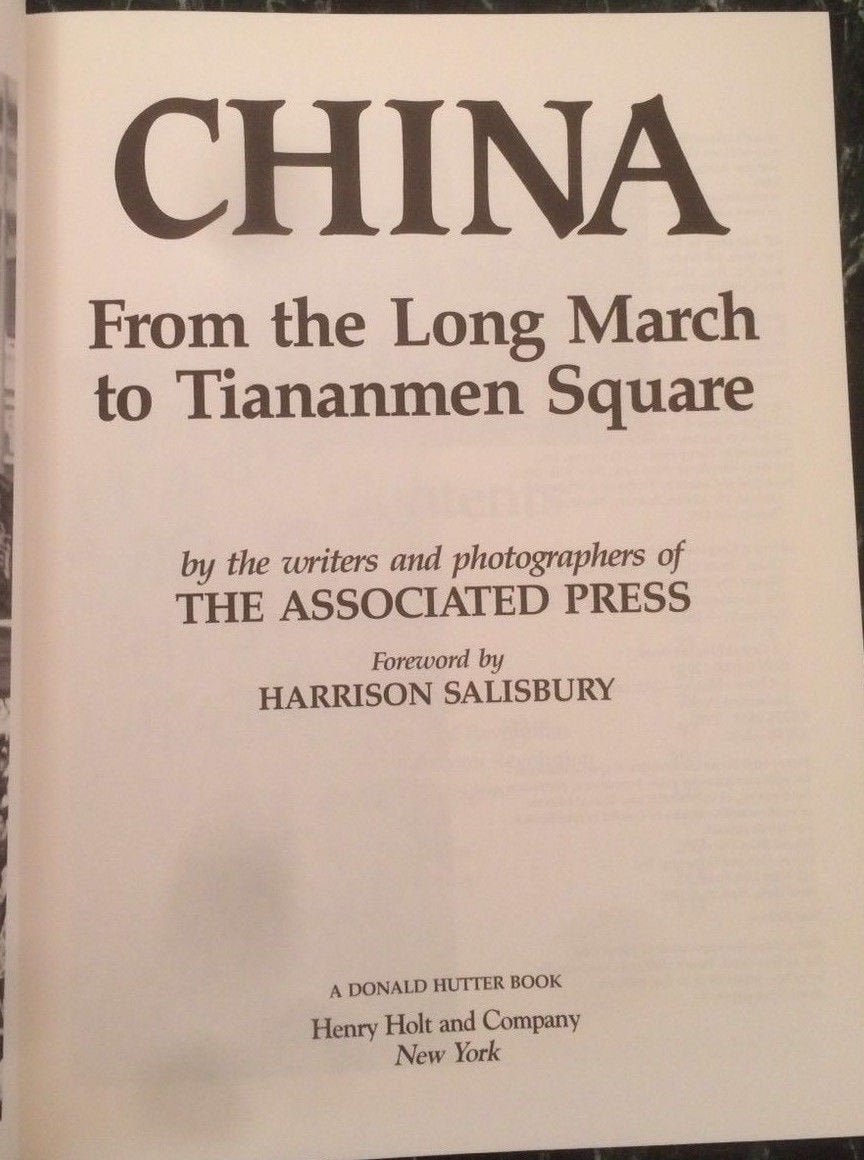 CHINA
From the Long March
to Tiananmen Square
by the writers and photographers of
THE ASSOCIATED PRESS
Foreword by
HARRISON SALISBURY
A DONALD HUTTER BOOK
Henry Holt and Company
New York